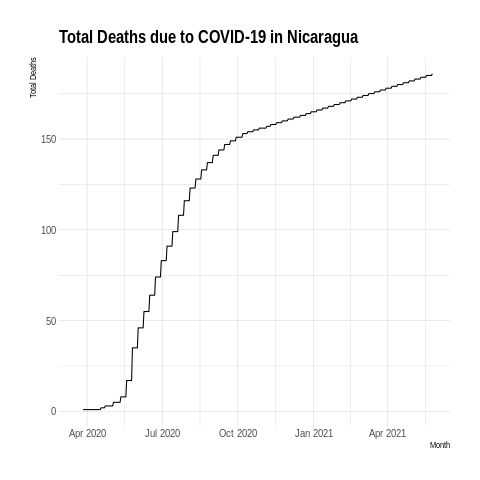 Total Deaths due to COVID-19 in Nicaragua
Total Deaths
150
100
50
0
Apr 2020 Jul 2020 Oct 2020 Jan 2021 Apr 2021
Month